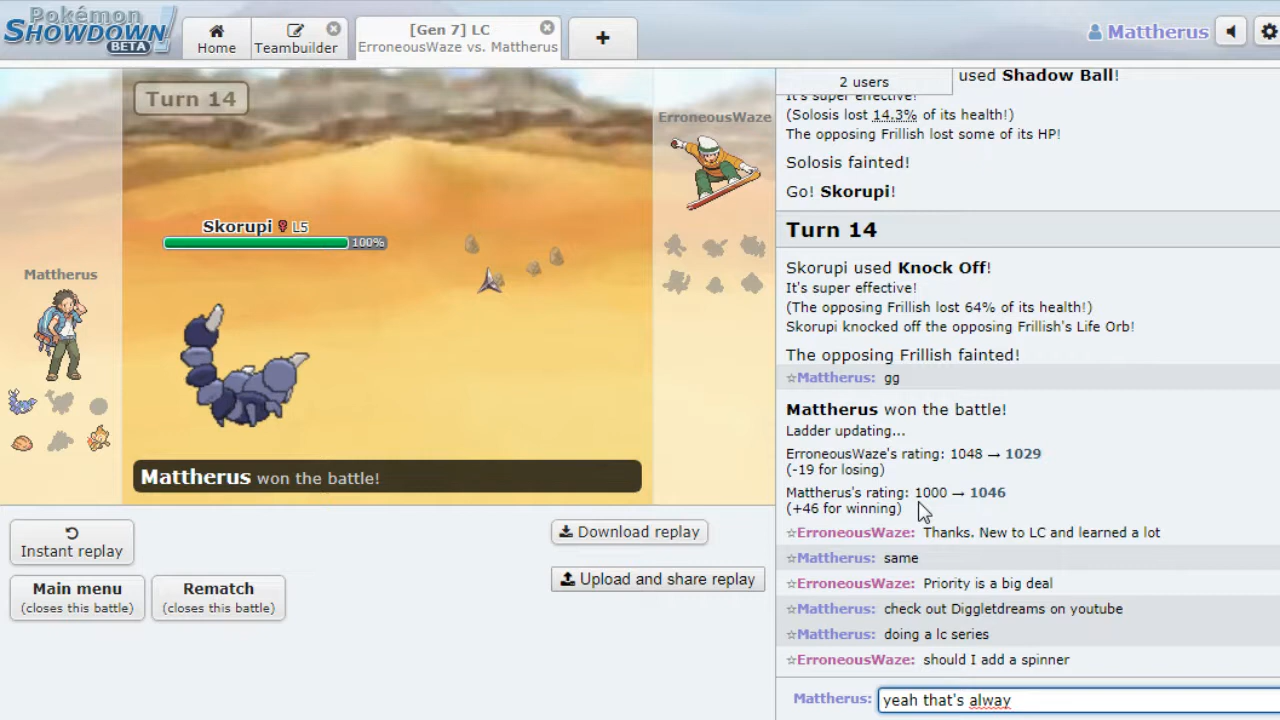 Pokémon
SHOWDOWN!
BETA
Home
Teambuilder
[Gen 7] LC
ErroneousWaze vs. Mattherus
+
Mattherus
Turn 14
ErroneousWaze
Skorupi L5
100%
Mattherus
Mattherus won the battle!
Instant replay
Download replay
Upload and share replay
Main menu
(closes this battle)
Rematch
(closes this battle)
2 users
used Shadow Ball!
It's super effective!
(Solosis lost 14.3% of its health!)
The opposing Frillish lost some of its HP!
Solosis fainted!
Go! Skorupi!
Turn 14
Skorupi used Knock Off!
It's super effective!
(The opposing Frillish lost 64% of its health!)
Skorupi knocked off the opposing Frillish's Life Orb!
The opposing Frillish fainted!
☆Mattherus: gg
Mattherus won the battle!
Ladder updating...
ErroneousWaze's rating: 1048 → 1029
(-19 for losing)
Mattherus's rating: 1000 → 1046
(+46 for winning)
☆ErroneousWaze: Thanks. New to LC and learned a lot
☆Mattherus: same
☆ErroneousWaze: Priority is a big deal
☆Mattherus: check out Diggletdreams on youtube
☆Mattherus: doing a lc series
☆ErroneousWaze: should I add a spinner
Mattherus: yeah that's alway